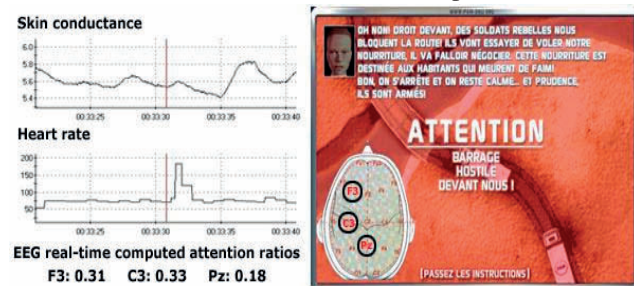 Skin conductance
6.0
5.8
5.6
5.4
00:33:25 00:33:30 00:33:35 00:33:40
Heart rate
200
150
100
50
00:33:25 00:33:30 00:33:35 00:33:40
EEG real-time computed attention ratios
F3: 0.31 C3: 0.33 Pz: 0.18
WWW.PAM-DAG.ORG
OH NON! DROIT DEVANT, DES SOLDATS REBELLES NOUS
BLOQUENT LA ROUTE! ILS VONT ESSAYER DE VOLER NOTRE
NOURRITURE, IL VA FALLOIR NÉGOCIER. CETTE NOURRITURE EST
DESTINÉE AUX HABITANTS QUI MEURENT DE FAIM!
BON, ON S'ARRÊTE ET ON RESTE CALME... ET PRUDENCE,
ILS SONT ARMÉS!
ATTENTION
BARRAGE
HOSTILE
DEVANT NOUS !
F3
C3
Pz
[PASSEZ LES INSTRUCTIONS]